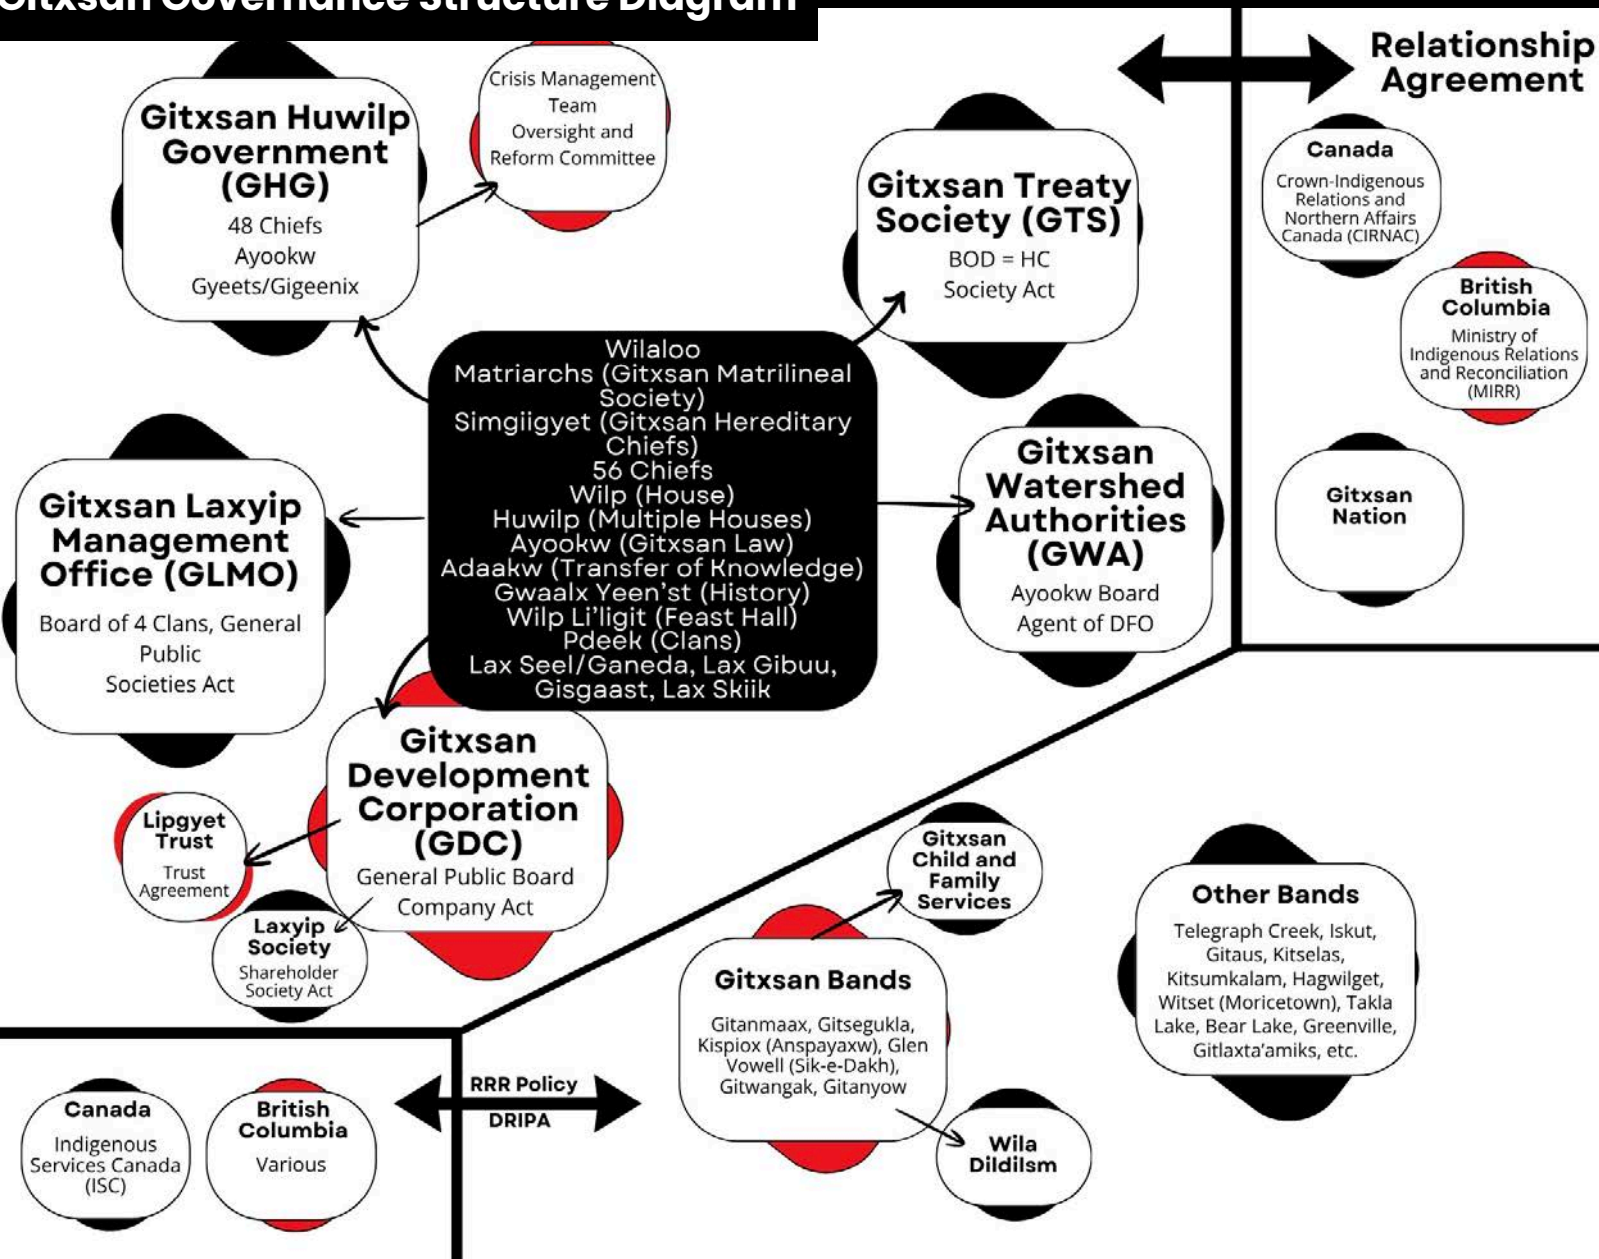 Gitxsan Governance Structure Diagram
Relationship
Agreement
Gitxsan Huwilp
Government
(GHG)
48 Chiefs
Ayookw
Gyeets/Gigeenix
Crisis Management
Team
Oversight and
Reform Committee
Gitxsan Treaty
Society (GTS)
BOD = HC
Society Act
Canada
Crown-Indigenous
Relations and
Northern Affairs
Canada (CIRNAC)
British
Columbia
Ministry of
Indigenous Relations
and Reconciliation
(MIRR)
Gitxsan
Nation
Wilaloo
Matriarchs (Gitxsan Matrilineal
Society)
Simgiigyet (Gitxsan Hereditary
Chiefs)
56 Chiefs
Wilp (House)
Huwilp (Multiple Houses)
Ayookw (Gitxsan Law)
Adaakw (Transfer of Knowledge)
Gwaalx Yeen'st (History)
Wilp Li'ligit (Feast Hall)
Pdeek (Clans)
Lax Seel/Ganeda, Lax Gibuu,
Gisgaast, Lax Skiik
Gitxsan
Watershed
Authorities
(GWA)
Ayookw Board
Agent of DFO
Gitxsan Laxyip
Management
Office (GLMO)
Board of 4 Clans, General
Public
Societies Act
Gitxsan
Development
Corporation
(GDC)
General Public Board
Company Act
Lipgyet
Trust
Trust
Agreement
Laxyip
Society
Shareholder
Society Act
Gitxsan
Child and
Family
Services
Gitxsan Bands
Gitanmaax, Gitsegukla,
Kispiox (Anspayaxw), Glen
Vowell (Sik-e-Dakh),
Gitwangak, Gitanyow
Wila
Dildilsm
Other Bands
Telegraph Creek, Iskut,
Gitaus, Kitselas,
Kitsumkalam, Hagwilget,
Witset (Moricetown), Takla
Lake, Bear Lake, Greenville,
Gitlaxta'amiks, etc.
Canada
Indigenous
Services Canada
(ISC)
British
Columbia
Various
RRR Policy
DRIPA